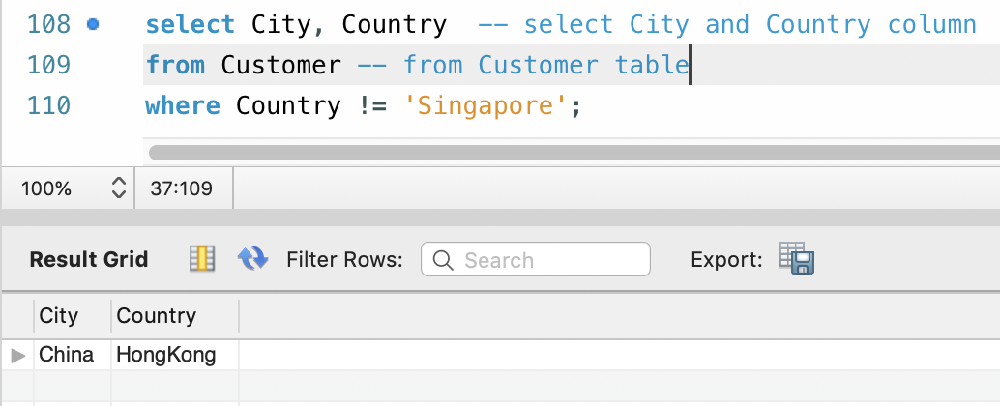 108 select City, Country  -- select City and Country column
109 from Customer -- from Customer table
110 where Country != 'Singapore';
100% 37:109
Result Grid Filter Rows: Search Export:
City Country
China HongKong